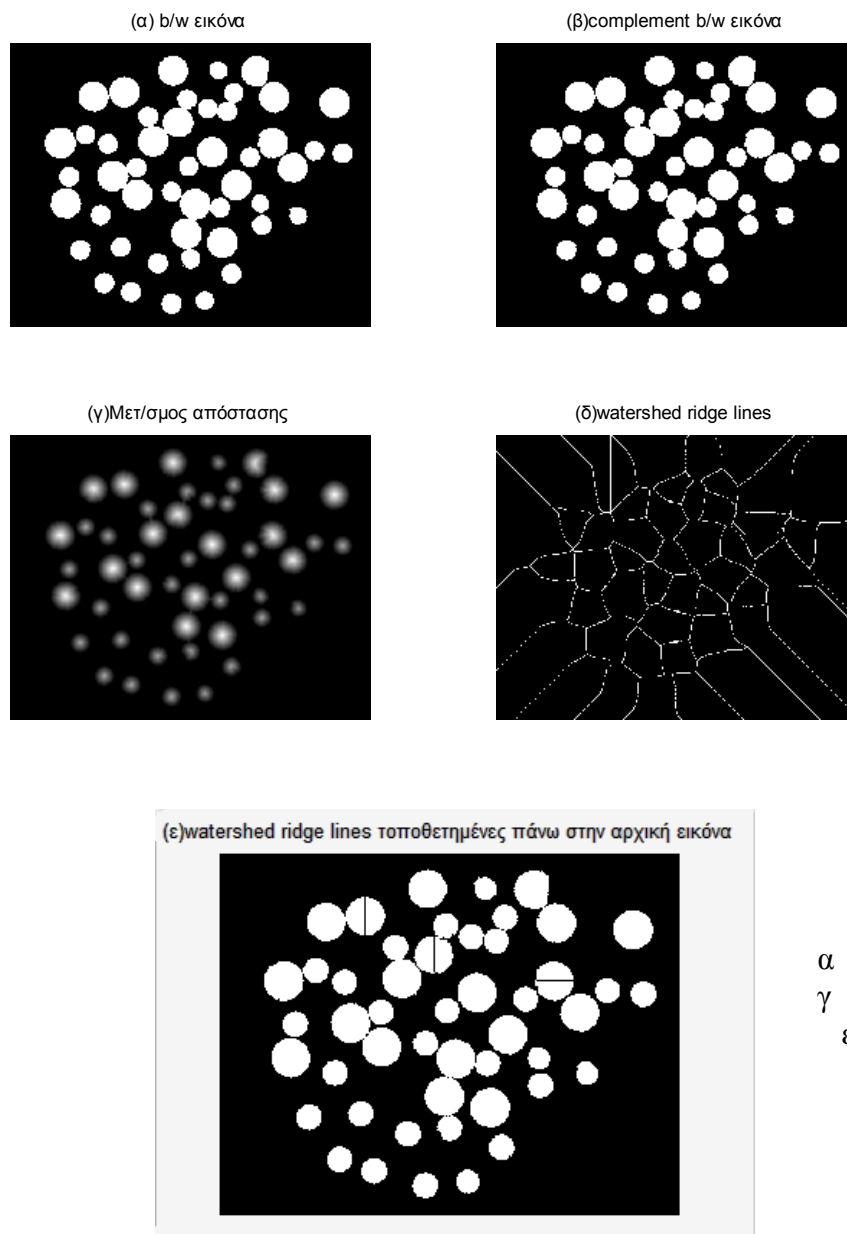 (α) b/w εικόνα
(β)complement b/w εικόνα
(γ)Μετ/σμος απόστασης
(δ)watershed ridge lines
(ε)watershed ridge lines τοποθετημένες πάνω στην αρχική εικόνα
α
γ
ε